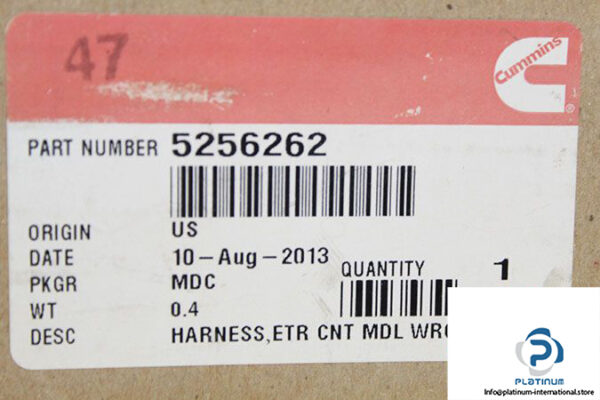 47
Cummins
PART NUMBER 5256262
ORIGIN US
DATE 10-Aug-2013
QUANTITY 1
PKGR MDC
WT 0.4
DESC HARNESS,ETR CNT MDL
PLATINUM
Info@platinum-international.store